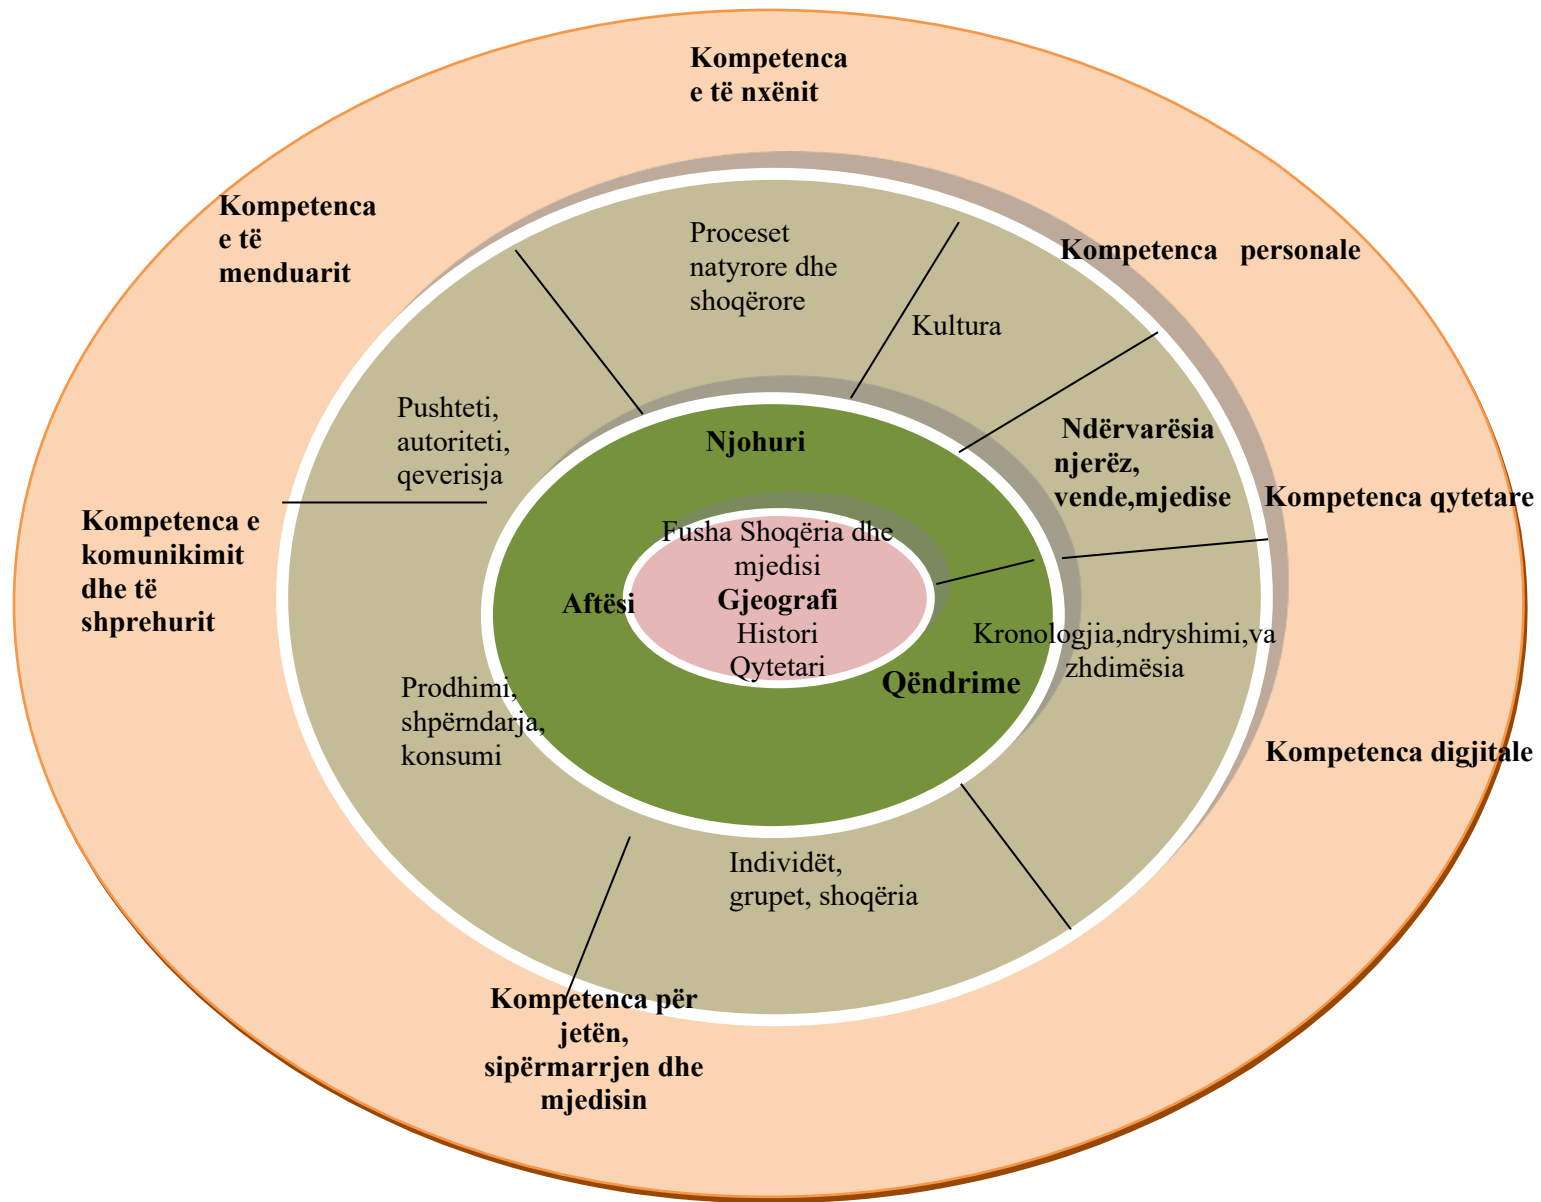 Kompetenca
e të nxënit
Kompetenca
e të
menduarit
Proceset
natyrore dhe
shoqërore
Kompetenca personale
Kultura
Pushteti,
autoriteti,
qeverisja
Njohuri
Ndërvarësia
njerëz,
vende,mjedise
Kompetenca qytetare
Kompetenca e
komunikimit
dhe të
shprehurit
Fusha Shoqëria dhe
mjedisi
Gjeografi
Histori
Qytetari
Aftësi
Kronologjia,ndryshimi,va
zhdimësia
Qëndrime
Prodhimi,
shpërndarja,
konsumi
Kompetenca digjitale
Individët,
grupet, shoqëria
Kompetenca për
jetën,
sipërmarrjen dhe
mjedisin